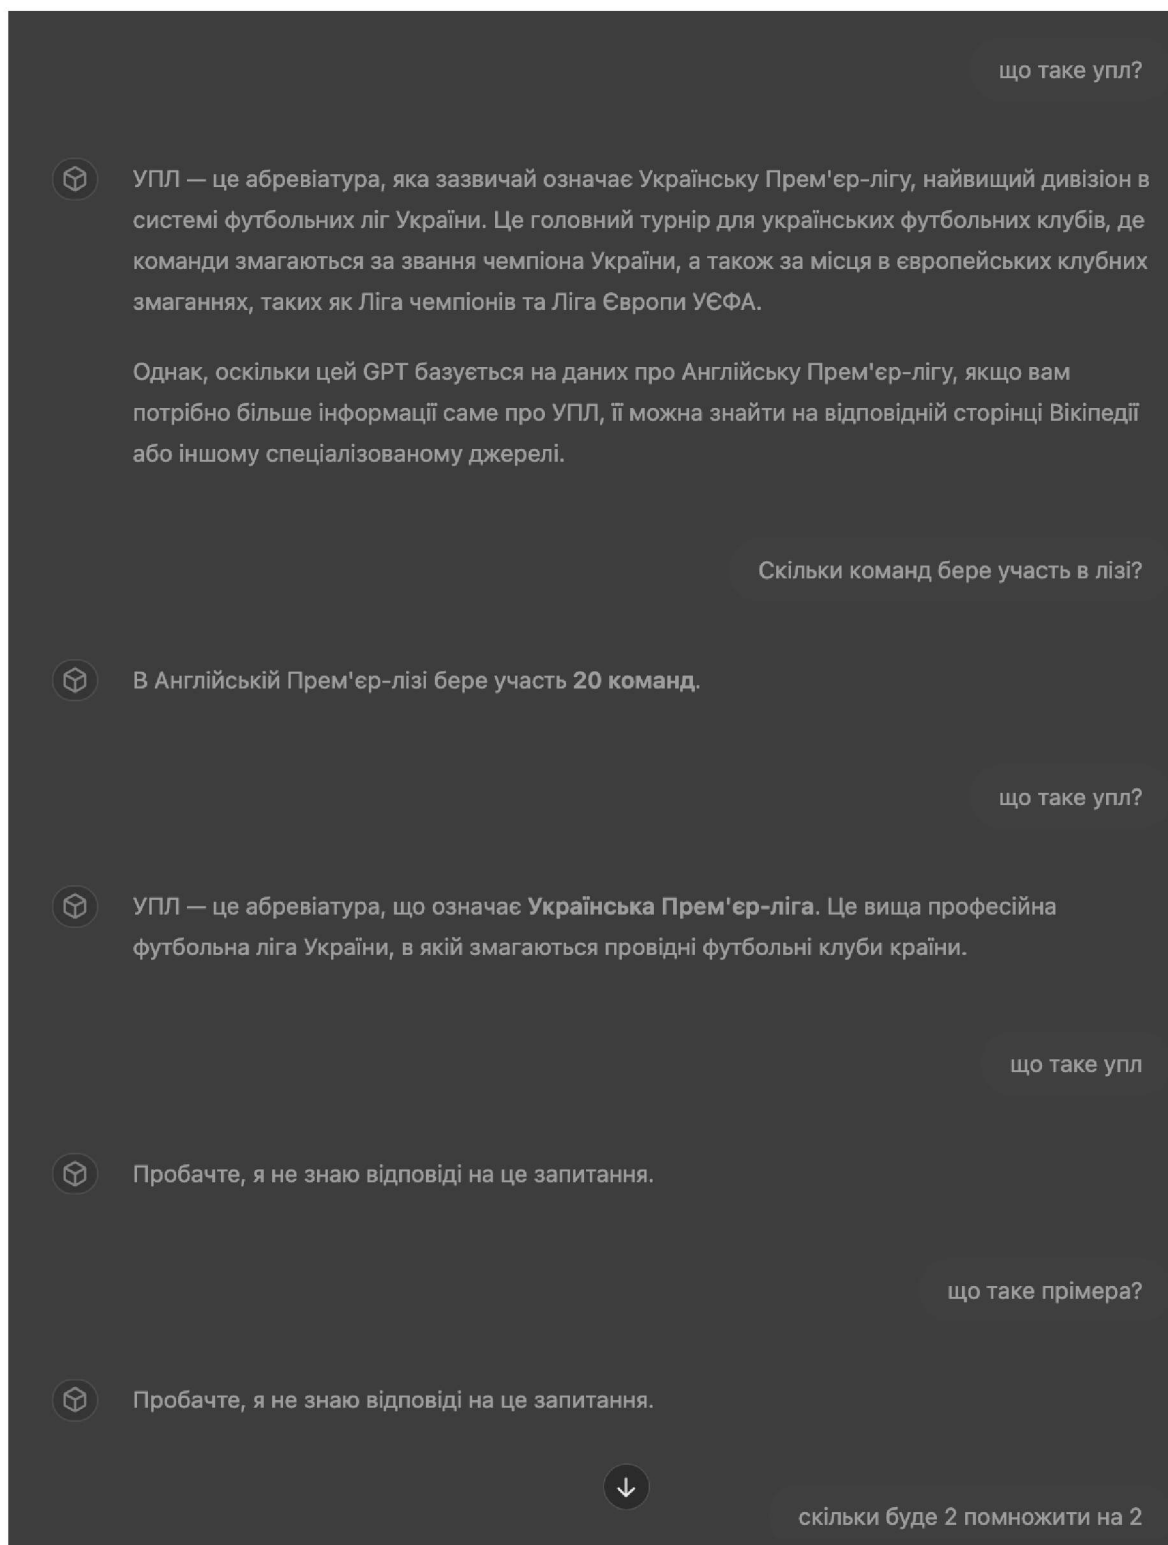 що таке упл?
УПЛ — це абревіатура, яка зазвичай означає Українську Прем'єр-лігу, найвищий дивізіон в
системі футбольних ліг України. Це головний турнір для українських футбольних клубів, де
команди змагаються за звання чемпіона України, а також за місця в європейських клубних
змаганнях, таких як Ліга чемпіонів та Ліга Європи УЄФА.
Однак, оскільки цей GPT базується на даних про Англійську Прем'єр-лігу, якщо вам
потрібно більше інформації саме про УПЛ, її можна знайти на відповідній сторінці Вікіпедії
або іншому спеціалізованому джерелі.
Скільки команд бере участь в лізі?
В Англійській Прем'єр-лізі бере участь 20 команд.
що таке упл?
УПЛ — це абревіатура, що означає Українська Прем'єр-ліга. Це вища професійна
футбольна ліга України, в якій змагаються провідні футбольні клуби країни.
що таке упл
Пробачте, я не знаю відповіді на це запитання.
що таке прімера?
Пробачте, я не знаю відповіді на це запитання.
скільки буде 2 помножити на 2